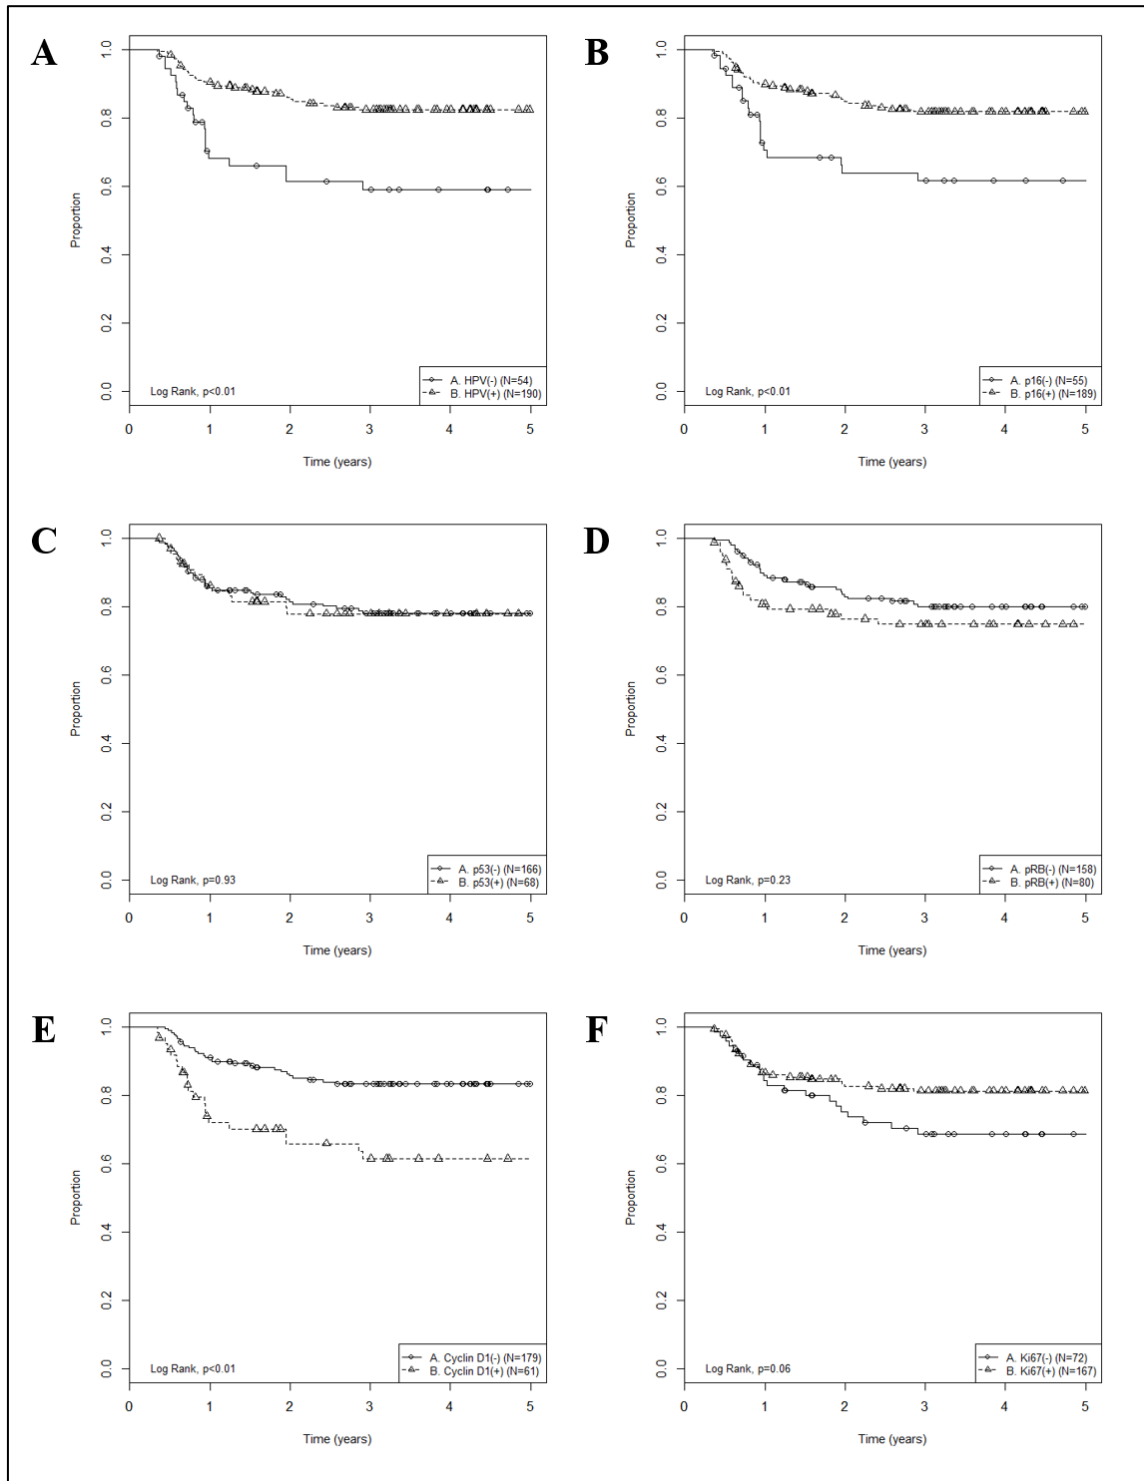 A
1.0
0.8
0.6
0.4
0.2
0.0
Proportion
Log Rank, p<0.01
A. HPV(-) (N=54)
B. HPV(+) (N=190)
0 1 2 3 4 5
Time (years)
B
1.0
0.8
0.6
0.4
0.2
0.0
Proportion
Log Rank, p<0.01
A. p16(-) (N=55)
B. p16(+) (N=189)
0 1 2 3 4 5
Time (years)
C
1.0
0.8
0.6
0.4
0.2
0.0
Proportion
Log Rank, p=0.93
A. p53(-) (N=166)
B. p53(+) (N=68)
0 1 2 3 4 5
Time (years)
D
1.0
0.8
0.6
0.4
0.2
0.0
Proportion
Log Rank, p=0.23
A. pRB(-) (N=158)
B. pRB(+) (N=80)
0 1 2 3 4 5
Time (years)
E
1.0
0.8
0.6
0.4
0.2
0.0
Proportion
Log Rank, p<0.01
A. Cyclin D1(-) (N=179)
B. Cyclin D1(+) (N=61)
0 1 2 3 4 5
Time (years)
F
1.0
0.8
0.6
0.4
0.2
0.0
Proportion
Log Rank, p=0.06
A. Ki67(-) (N=72)
B. Ki67(+) (N=167)
0 1 2 3 4 5
Time (years)